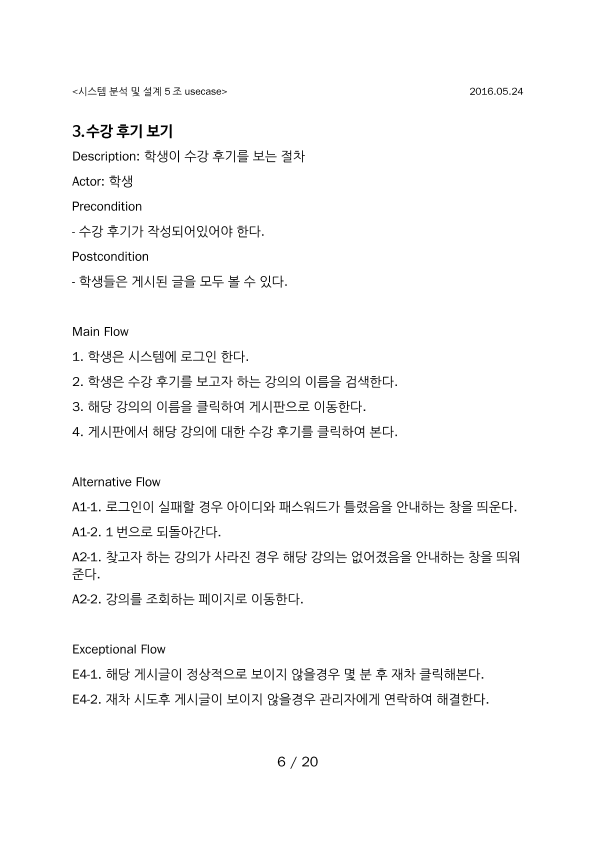 <시스템 분석 및 설계 5 조 usecase> 2016.05.24
3.수강 후기 보기
Description: 학생이 수강 후기를 보는 절차
Actor: 학생
Precondition
- 수강 후기가 작성되어있어야 한다.
Postcondition
- 학생들은 게시된 글을 모두 볼 수 있다.
Main Flow
1. 학생은 시스템에 로그인 한다.
2. 학생은 수강 후기를 보고자 하는 강의의 이름을 검색한다.
3. 해당 강의의 이름을 클릭하여 게시판으로 이동한다.
4. 게시판에서 해당 강의에 대한 수강 후기를 클릭하여 본다.
Alternative Flow
A1-1. 로그인이 실패할 경우 아이디와 패스워드가 틀렸음을 안내하는 창을 띄운다.
A1-2. 1 번으로 되돌아간다.
A2-1. 찾고자 하는 강의가 사라진 경우 해당 강의는 없어졌음을 안내하는 창을 띄워
준다.
A2-2. 강의를 조회하는 페이지로 이동한다.
Exceptional Flow
E4-1. 해당 게시글이 정상적으로 보이지 않을경우 몇 분 후 재차 클릭해본다.
E4-2. 재차 시도후 게시글이 보이지 않을경우 관리자에게 연락하여 해결한다.
6 / 20